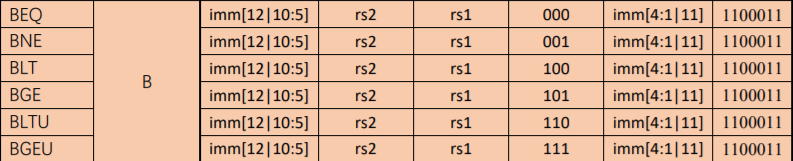 BEQ B imm[12|10:5] rs2 rs1 000 imm[4:1|11] 1100011
BNE imm[12|10:5] rs2 rs1 001 imm[4:1|11] 1100011
BLT imm[12|10:5] rs2 rs1 100 imm[4:1|11] 1100011
BGE imm[12|10:5] rs2 rs1 101 imm[4:1|11] 1100011
BLTU imm[12|10:5] rs2 rs1 110 imm[4:1|11] 1100011
BGEU imm[12|10:5] rs2 rs1 111 imm[4:1|11] 1100011